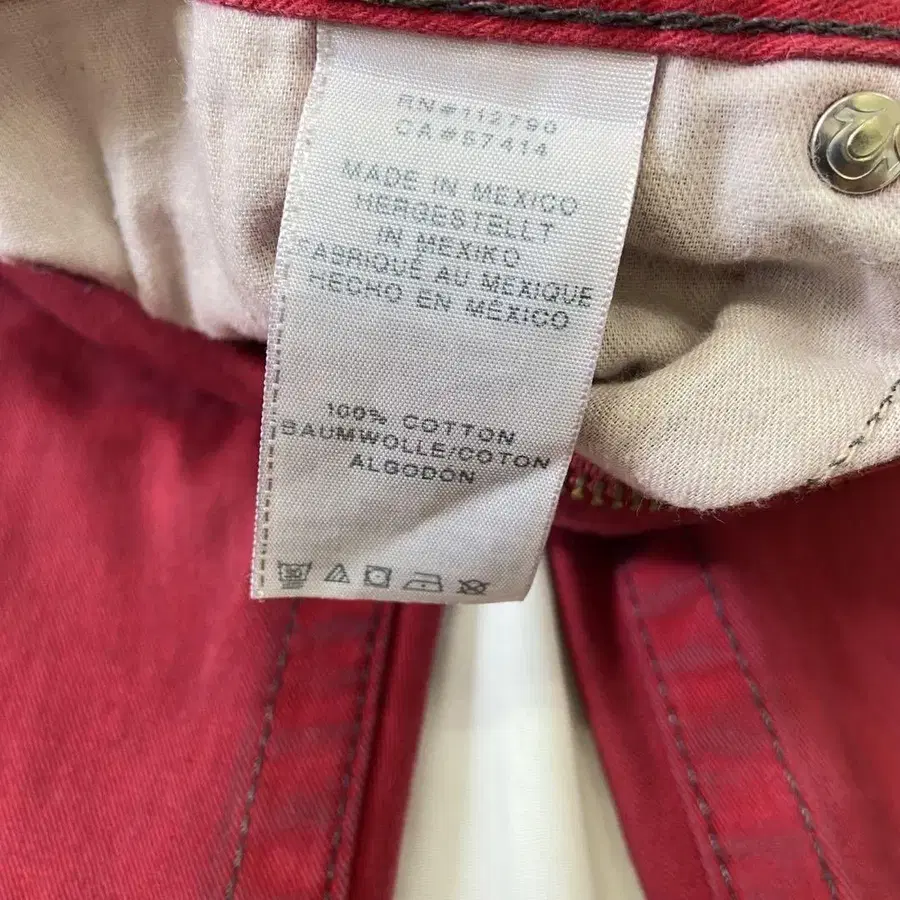 RN#112790
CA#57414
MADE IN MEXICO
HERGESTELLT
IN MEXIKO
FABRIQUÉ AU MEXIQUE
HECHO EN MÉXICO
100% COTTON
BAUMWOLLE/COTON
ALGODON